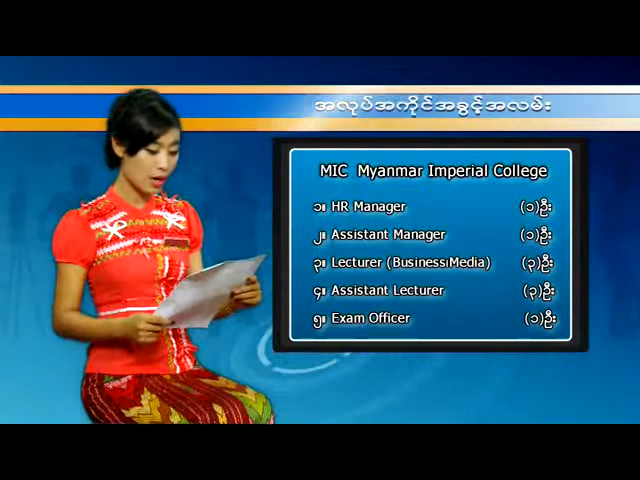 အလုပ်အကိုင်အခွင့်အလမ်း
MIC Myanmar Imperial College
၁။ HR Manager (၁)ဦး
၂။ Assistant Manager (၁)ဦး
၃။ Lecturer (Business၊Media) (၃)ဦး
၄။ Assistant Lecturer (၃)ဦး
၅။ Exam Officer (၁)ဦး